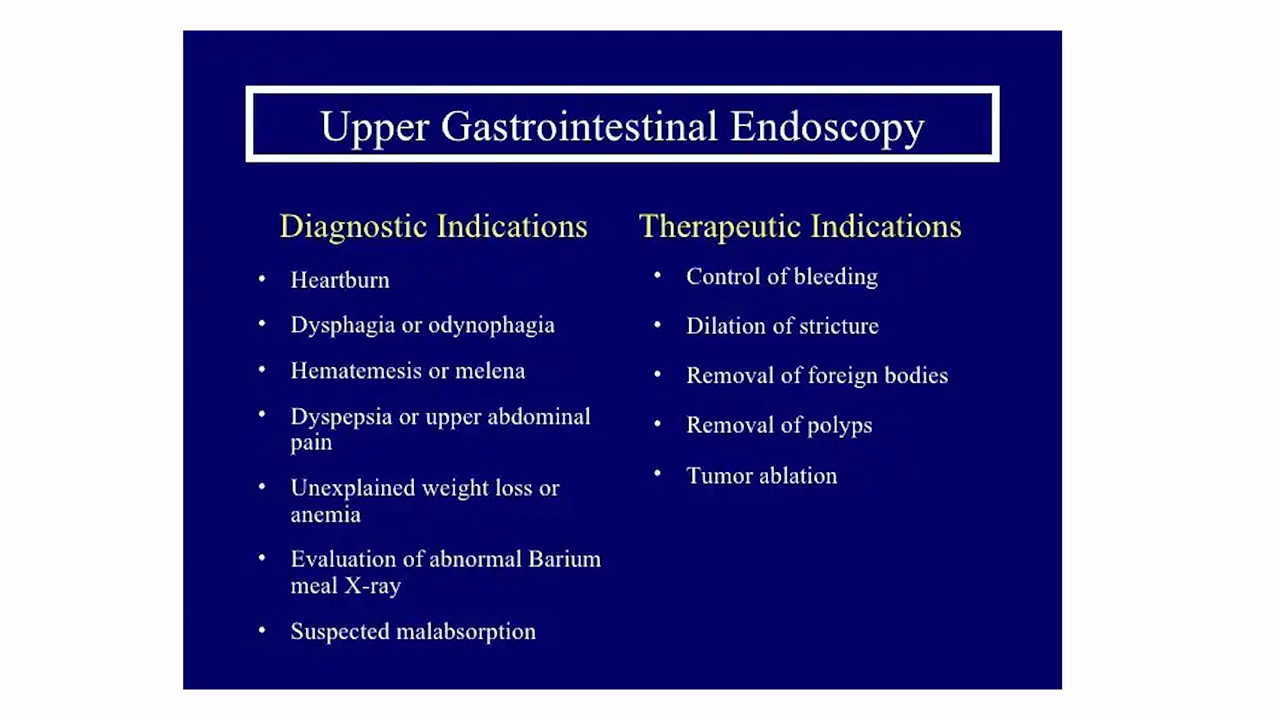 Upper Gastrointestinal Endoscopy
Diagnostic Indications
• Heartburn
• Dysphagia or odynophagia
• Hematemesis or melena
• Dyspepsia or upper abdominal
pain
• Unexplained weight loss or
anemia
• Evaluation of abnormal Barium
meal X-ray
• Suspected malabsorption
Therapeutic Indications
• Control of bleeding
• Dilation of stricture
• Removal of foreign bodies
• Removal of polyps
• Tumor ablation